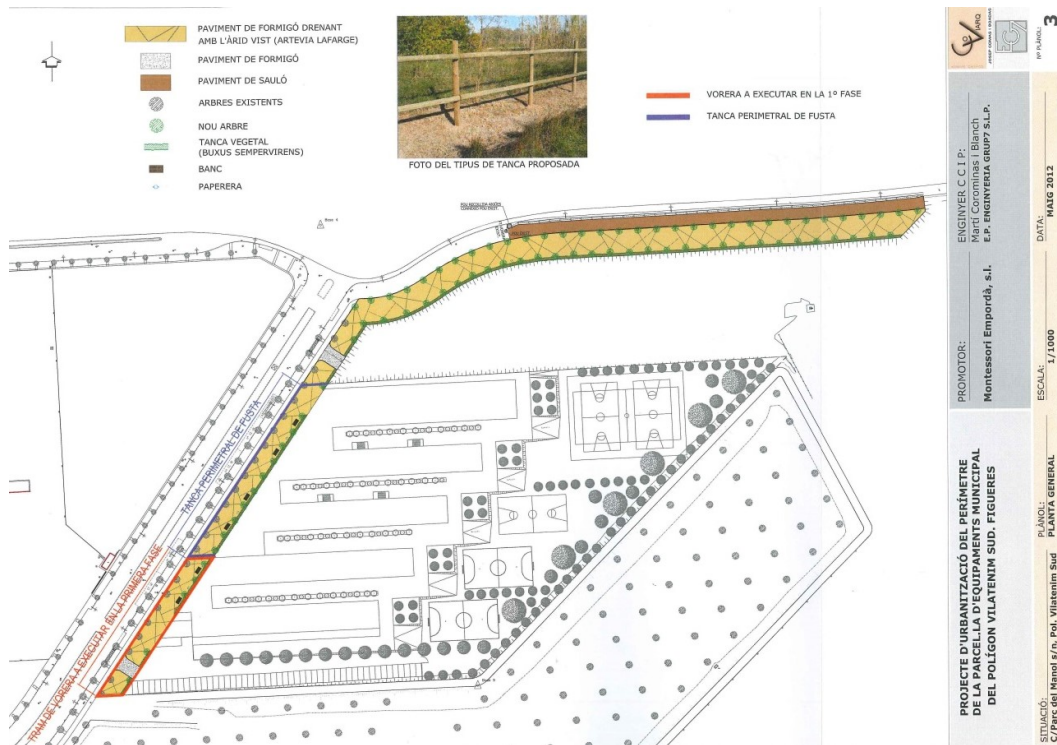 PAVIMENT DE FORMIGÓ DRENANT
AMB L'ÀRID VIST (ARTEVIA LAFARGE)
PAVIMENT DE FORMIGÓ
PAVIMENT DE SAULÓ
ARBRES EXISTENTS
NOU ARBRE
TANCA VEGETAL
(BUXUS SEMPERVIRENS)
BANC
PAPERERA
FOTO DEL TIPUS DE TANCA PROPOSADA
VORERA A EXECUTAR EN LA 1º FASE
TANCA PERIMETRAL DE FUSTA
TANCA PERIMETRAL DE FUSTA
TRAM DE VORERA A EXECUTAR EN LA PRIMERA FASE
PROJECTE D'URBANITZACIÓ DEL PERÍMETRE
DE LA PARCEL·LA D'EQUIPAMENTS MUNICIPAL
DEL POLÍGON VILATENIM SUD. FIGUERES
PROMOTOR:
Montessori Empordà, s.l.
ENGINYER C C I P:
Martí Corominas i Blanch
E.P. ENGINYERIA GRUP7 S.L.P.
SITUACIÓ:
C/Parc del Manol s/n. Pol. Vilatenim Sud
PLÀNOL:
PLANTA GENERAL
ESCALA:
1/1000
DATA:
MAIG 2012
Nº PLÀNOL:
3